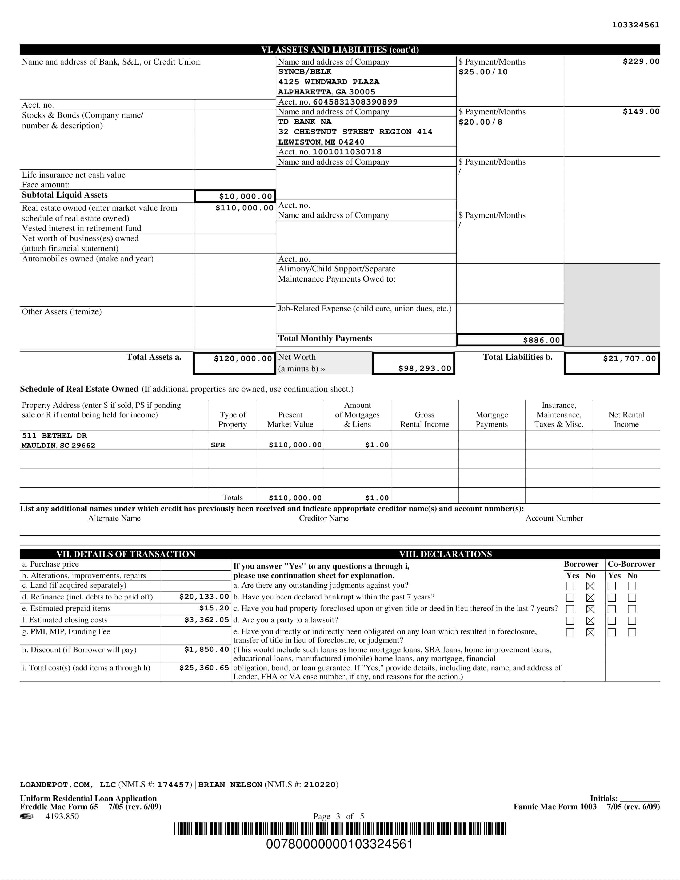 103324561
VI. ASSETS AND LIABILITIES (cont'd)
Name and address of Bank, S&L, or Credit Union
Name and address of Company
$ Payment/Months
$229.00
SYNCB/BELK
$25.00/10
4125 WINDWARD PLAZA
ALPHARETTA, GA 30005
Acct. no.
Acct. no. 6045831308390899
Stocks & Bonds (Company name/
number & description)
Name and address of Company
$ Payment/Months
$149.00
TD BANK NA
$20.00/8
32 CHESTNUT STREET REGION 414
LEWISTON, ME 04240
Acct. no. 1001011030718
Name and address of Company
$ Payment/Months
/
Life insurance net cash value
Face amount:
Subtotal Liquid Assets
$10,000.00
Real estate owned (enter market value from
schedule of real estate owned)
$110,000.00
Acct. no.
Name and address of Company
$ Payment/Months
/
Vested interest in retirement fund
Net worth of business(es) owned
(attach financial statement)
Automobiles owned (make and year)
Acct. no.
Alimony/Child Support/Separate
Maintenance Payments Owed to:
Other Assets (itemize)
Job-Related Expense (child care, union dues, etc.)
Total Monthly Payments
$886.00
Total Assets a.
$120,000.00
Net Worth
(a minus b) »
$98,293.00
Total Liabilities b.
$21,707.00
Schedule of Real Estate Owned (If additional properties are owned, use continuation sheet.)
Property Address (enter S if sold, PS if pending
sale or R if rental being held for income)
Type of
Property
Present
Market Value
Amount
of Mortgages
& Liens
Gross
Rental Income
Mortgage
Payments
Insurance,
Maintenance,
Taxes & Misc.
Net Rental
Income
511 BETHEL DR
MAULDIN, SC 29662
SFR
$110,000.00
$1.00
Totals
$110,000.00
$1.00
List any additional names under which credit has previously been received and indicate appropriate creditor name(s) and account number(s):
Alternate Name
Creditor Name
Account Number
VII. DETAILS OF TRANSACTION
VIII. DECLARATIONS
a. Purchase price
b. Alterations, improvements, repairs
c. Land (if acquired separately)
d. Refinance (incl. debts to be paid off)
$20,133.00
e. Estimated prepaid items
$15.20
f. Estimated closing costs
$3,362.05
g. PMI, MIP, Funding Fee
h. Discount (if Borrower will pay)
$1,850.40
i. Total cost(s) (add items a through h)
$25,360.65
If you answer "Yes" to any questions a through i,
please use continuation sheet for explanation.
Borrower
Co-Borrower
Yes No
Yes No
a. Are there any outstanding judgments against you?
b. Have you been declared bankrupt within the past 7 years?
c. Have you had property foreclosed upon or given title or deed in lieu thereof in the last 7 years?
d. Are you a party to a lawsuit?
e. Have you directly or indirectly been obligated on any loan which resulted in foreclosure,
transfer of title in lieu of foreclosure, or judgment?
(This would include such loans as home mortgage loans, SBA loans, home improvement loans,
educational loans, manufactured (mobile) home loans, any mortgage, financial
obligation, bond, or loan guarantee. If "Yes," provide details, including date, name, and address of
Lender, FHA or VA case number, if any, and reasons for the action.)
LOANDEPOT.COM, LLC (NMLS #: 174457) | BRIAN NELSON (NMLS #: 210220)
Uniform Residential Loan Application
Freddie Mac Form 65 7/05 (rev. 6/09)
Initials:
Fannie Mae Form 1003 7/05 (rev. 6/09)
4193.850
Page 3 of 5
00780000000103324561